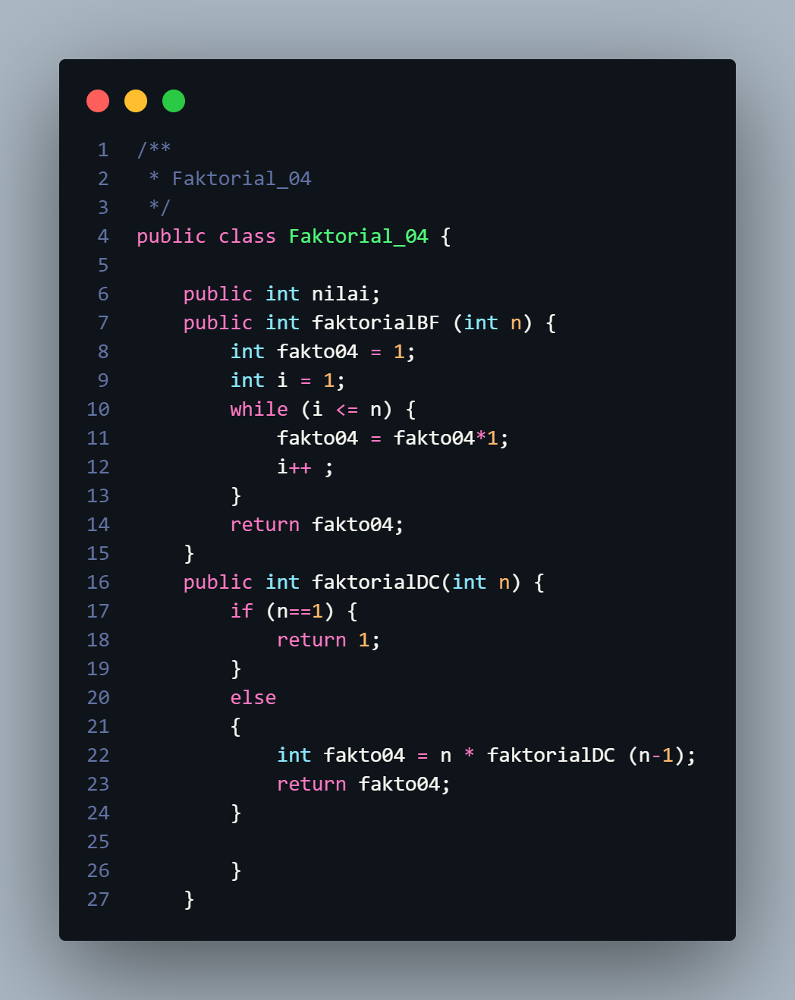 1 /**
2  * Faktorial_04
3  */
4 public class Faktorial_04 {
5
6     public int nilai;
7     public int faktorialBF (int n) {
8         int fakto04 = 1;
9         int i = 1;
10         while (i <= n) {
11             fakto04 = fakto04*1;
12             i++ ;
13         }
14         return fakto04;
15     }
16     public int faktorialDC(int n) {
17         if (n==1) {
18             return 1;
19         }
20         else
21         {
22             int fakto04 = n * faktorialDC (n-1);
23             return fakto04;
24         }
25
26         }
27     }